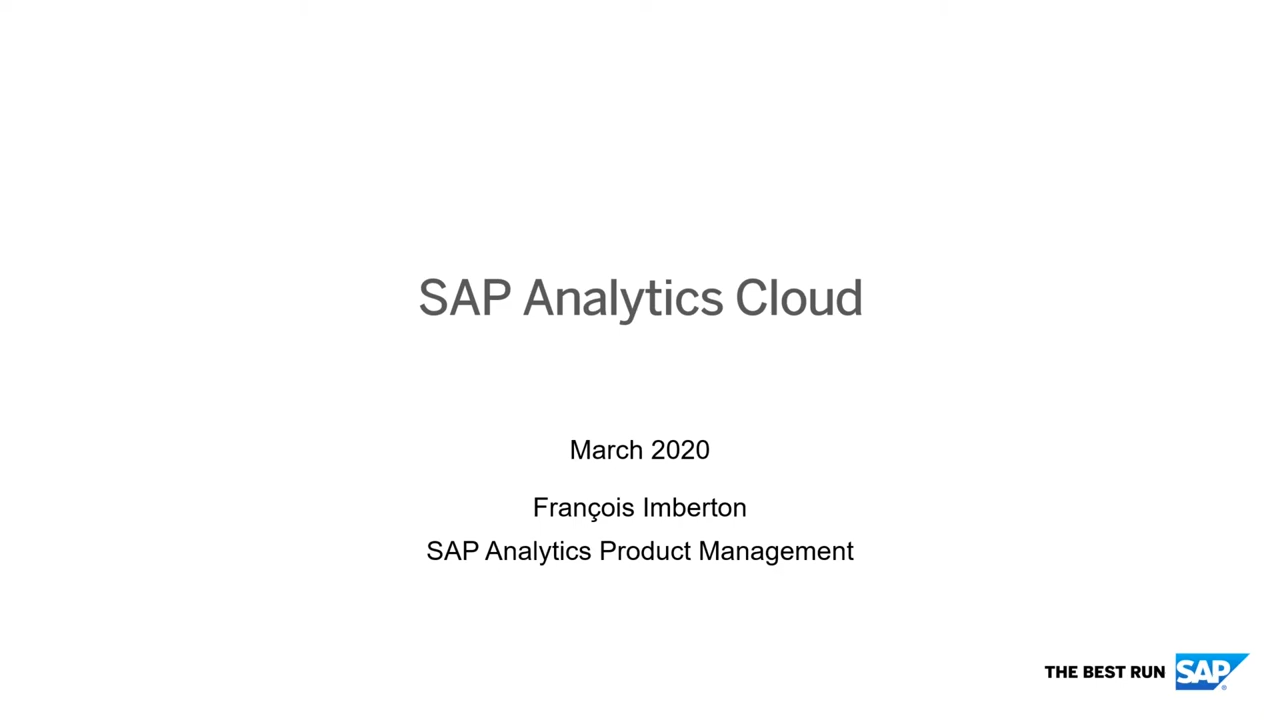 SAP Analytics Cloud
March 2020
François Imberton
SAP Analytics Product Management
THE BEST RUN SAP®